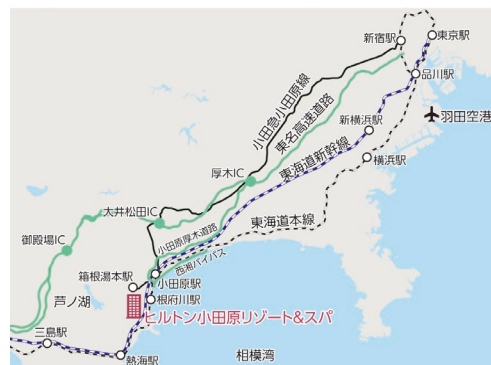 新宿駅
東京駅
品川駅
羽田空港
小田急小田原線
東名高速道路
新横浜駅
東海道新幹線
横浜駅
厚木IC
大井松田IC
東海道本線
小田原厚木道路
御殿場IC
西湘バイパス
小田原駅
箱根湯本駅
根府川駅
芦ノ湖
ヒルトン小田原リゾート&スパ
三島駅
熱海駅
相模湾